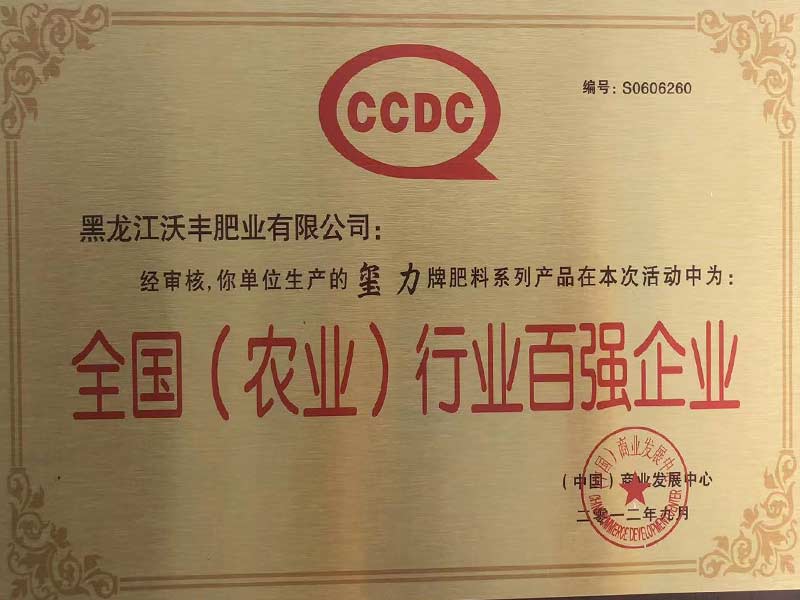 CCDC
编号：S0606260
黑龙江沃丰肥业有限公司：
经审核，你单位生产的玺力牌肥料系列产品在本次活动中为：
全国（农业）行业百强企业
（中国）商业发展中心
二零一二年九月